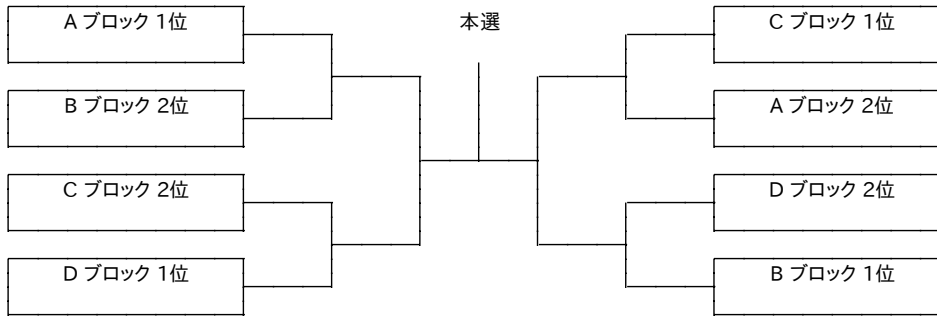 A ブロック 1位
本選
C ブロック 1位
B ブロック 2位
A ブロック 2位
C ブロック 2位
D ブロック 2位
D ブロック 1位
B ブロック 1位